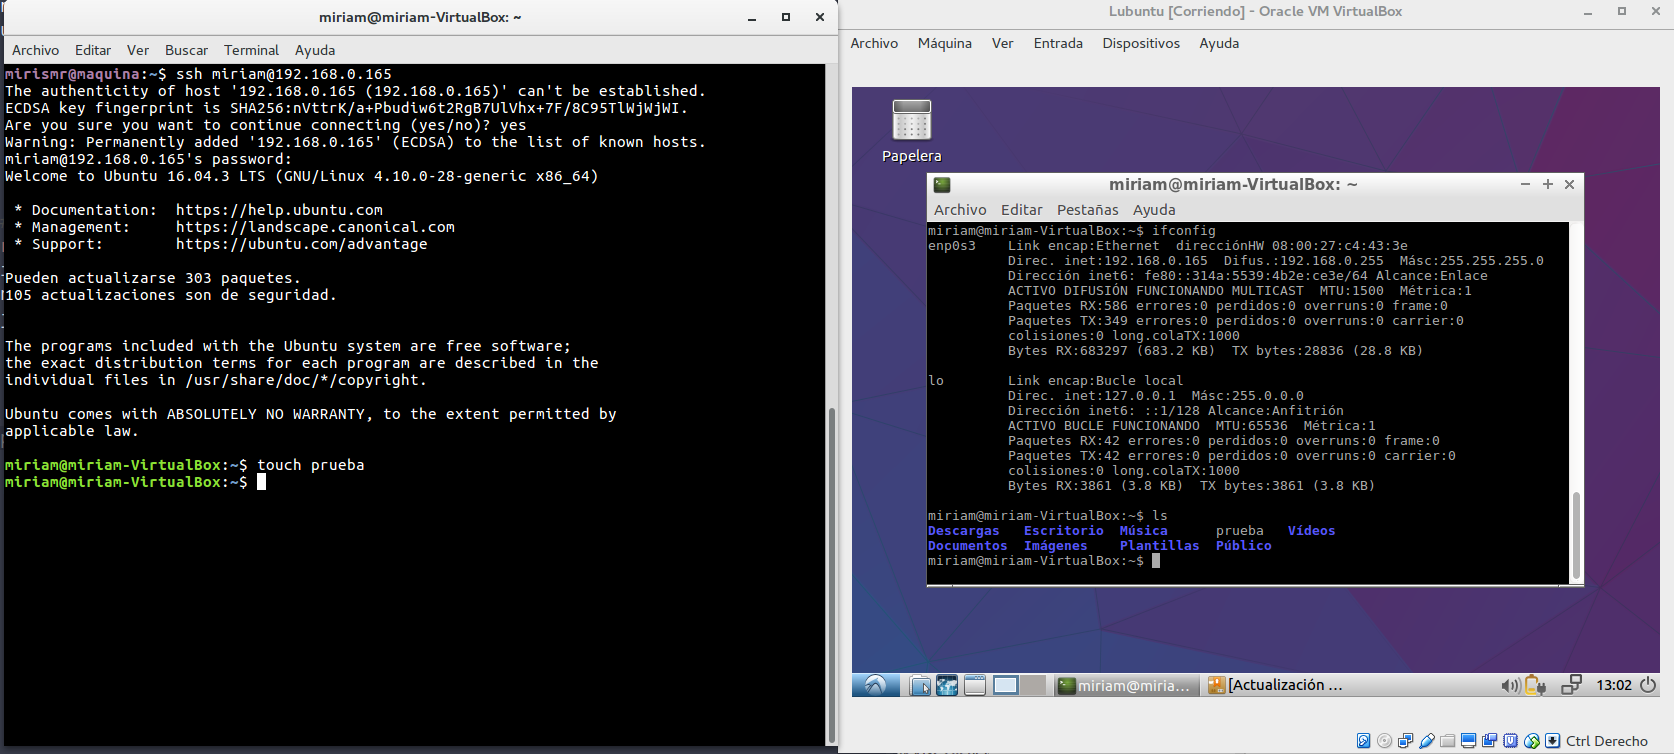 miriam@miriam-VirtualBox: ~
Archivo Editar Ver Buscar Terminal Ayuda
mirismr@maquina:~$ ssh miriam@192.168.0.165
The authenticity of host '192.168.0.165 (192.168.0.165)' can't be established.
ECDSA key fingerprint is SHA256:nVttrK/a+Pbudiw6t2RgB7UlVhx+7F/8C95TlWjWjWI.
Are you sure you want to continue connecting (yes/no)? yes
Warning: Permanently added '192.168.0.165' (ECDSA) to the list of known hosts.
miriam@192.168.0.165's password:
Welcome to Ubuntu 16.04.3 LTS (GNU/Linux 4.10.0-28-generic x86_64)
* Documentation: https://help.ubuntu.com
* Management: https://landscape.canonical.com
* Support: https://ubuntu.com/advantage
Pueden actualizarse 303 paquetes.
105 actualizaciones son de seguridad.
The programs included with the Ubuntu system are free software;
the exact distribution terms for each program are described in the
individual files in /usr/share/doc/*/copyright.
Ubuntu comes with ABSOLUTELY NO WARRANTY, to the extent permitted by
applicable law.
miriam@miriam-VirtualBox:~$ touch prueba
miriam@miriam-VirtualBox:~$
Lubuntu [Corriendo] - Oracle VM VirtualBox
Archivo Máquina Ver Entrada Dispositivos Ayuda
Papelera
miriam@miriam-VirtualBox: ~
Archivo Editar Pestañas Ayuda
miriam@miriam-VirtualBox:~$ ifconfig
enp0s3 Link encap:Ethernet direcciónHW 08:00:27:c4:43:3e
Direc. inet:192.168.0.165 Difus.:192.168.0.255 Másc:255.255.255.0
Dirección inet6: fe80::314a:5539:4b2e:ce3e/64 Alcance:Enlace
ACTIVO DIFUSIÓN FUNCIONANDO MULTICAST MTU:1500 Métrica:1
Paquetes RX:586 errores:0 perdidos:0 overruns:0 frame:0
Paquetes TX:349 errores:0 perdidos:0 overruns:0 carrier:0
colisiones:0 long.colaTX:1000
Bytes RX:683297 (683.2 KB) TX bytes:28836 (28.8 KB)
lo Link encap:Bucle local
Direc. inet:127.0.0.1 Másc:255.0.0.0
Dirección inet6: ::1/128 Alcance:Anfitrión
ACTIVO BUCLE FUNCIONANDO MTU:65536 Métrica:1
Paquetes RX:42 errores:0 perdidos:0 overruns:0 frame:0
Paquetes TX:42 errores:0 perdidos:0 overruns:0 carrier:0
colisiones:0 long.colaTX:1000
Bytes RX:3861 (3.8 KB) TX bytes:3861 (3.8 KB)
miriam@miriam-VirtualBox:~$ ls
Descargas Escritorio Música prueba Vídeos
Documentos Imágenes Plantillas Público
miriam@miriam-VirtualBox:~$
miriam@miria...
[Actualización ...
13:02
Ctrl Derecho